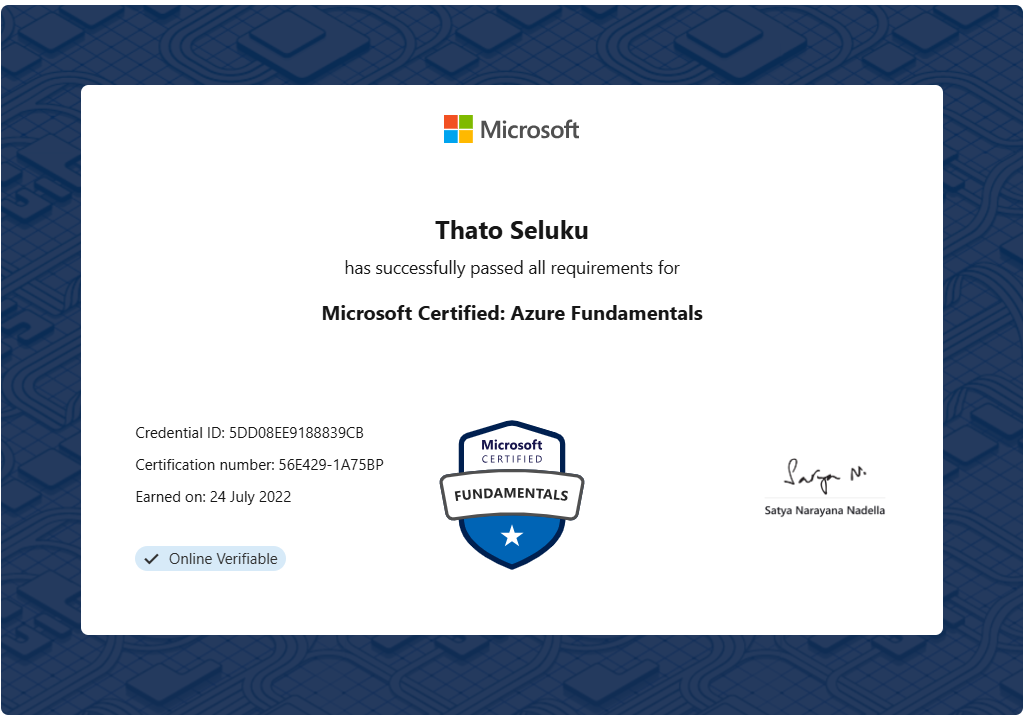 Microsoft
Thato Seluku
has successfully passed all requirements for
Microsoft Certified: Azure Fundamentals
Credential ID: 5DD08EE9188839CB
Certification number: 56E429-1A75BP
Earned on: 24 July 2022
Online Verifiable
Microsoft
CERTIFIED
FUNDAMENTALS
Satya N.
Satya Narayana Nadella